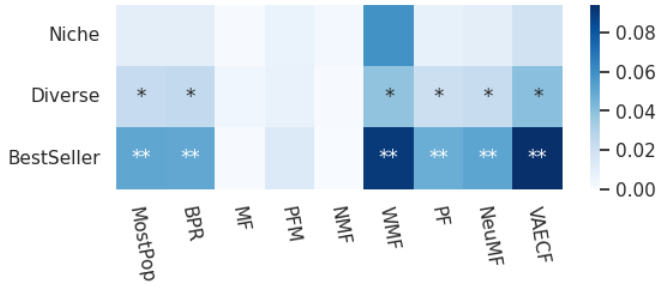 Niche
Diverse * * * * * *
BestSeller ** ** ** ** ** **
MostPop BPR MF PFM NMF WMF PF NeuMF VAECF
0.08
0.06
0.04
0.02
0.00